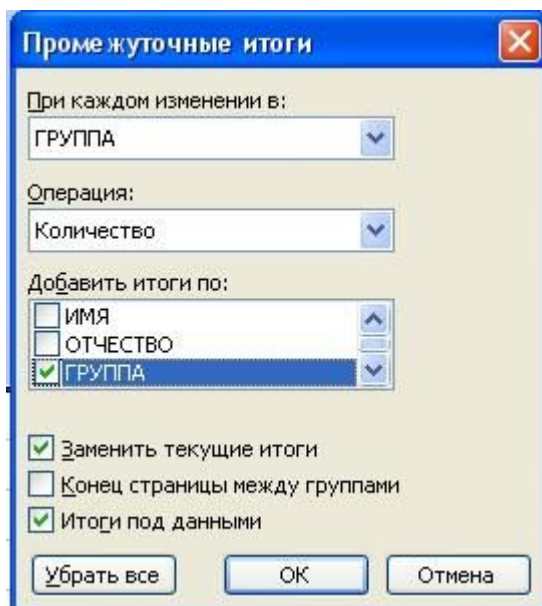 Промежуточные итоги
При каждом изменении в:
ГРУППА
Операция:
Количество
Добавить итоги по:
ИМЯ
ОТЧЕСТВО
ГРУППА
Заменить текущие итоги
Конец страницы между группами
Итоги под данными
Убрать все ОК Отмена